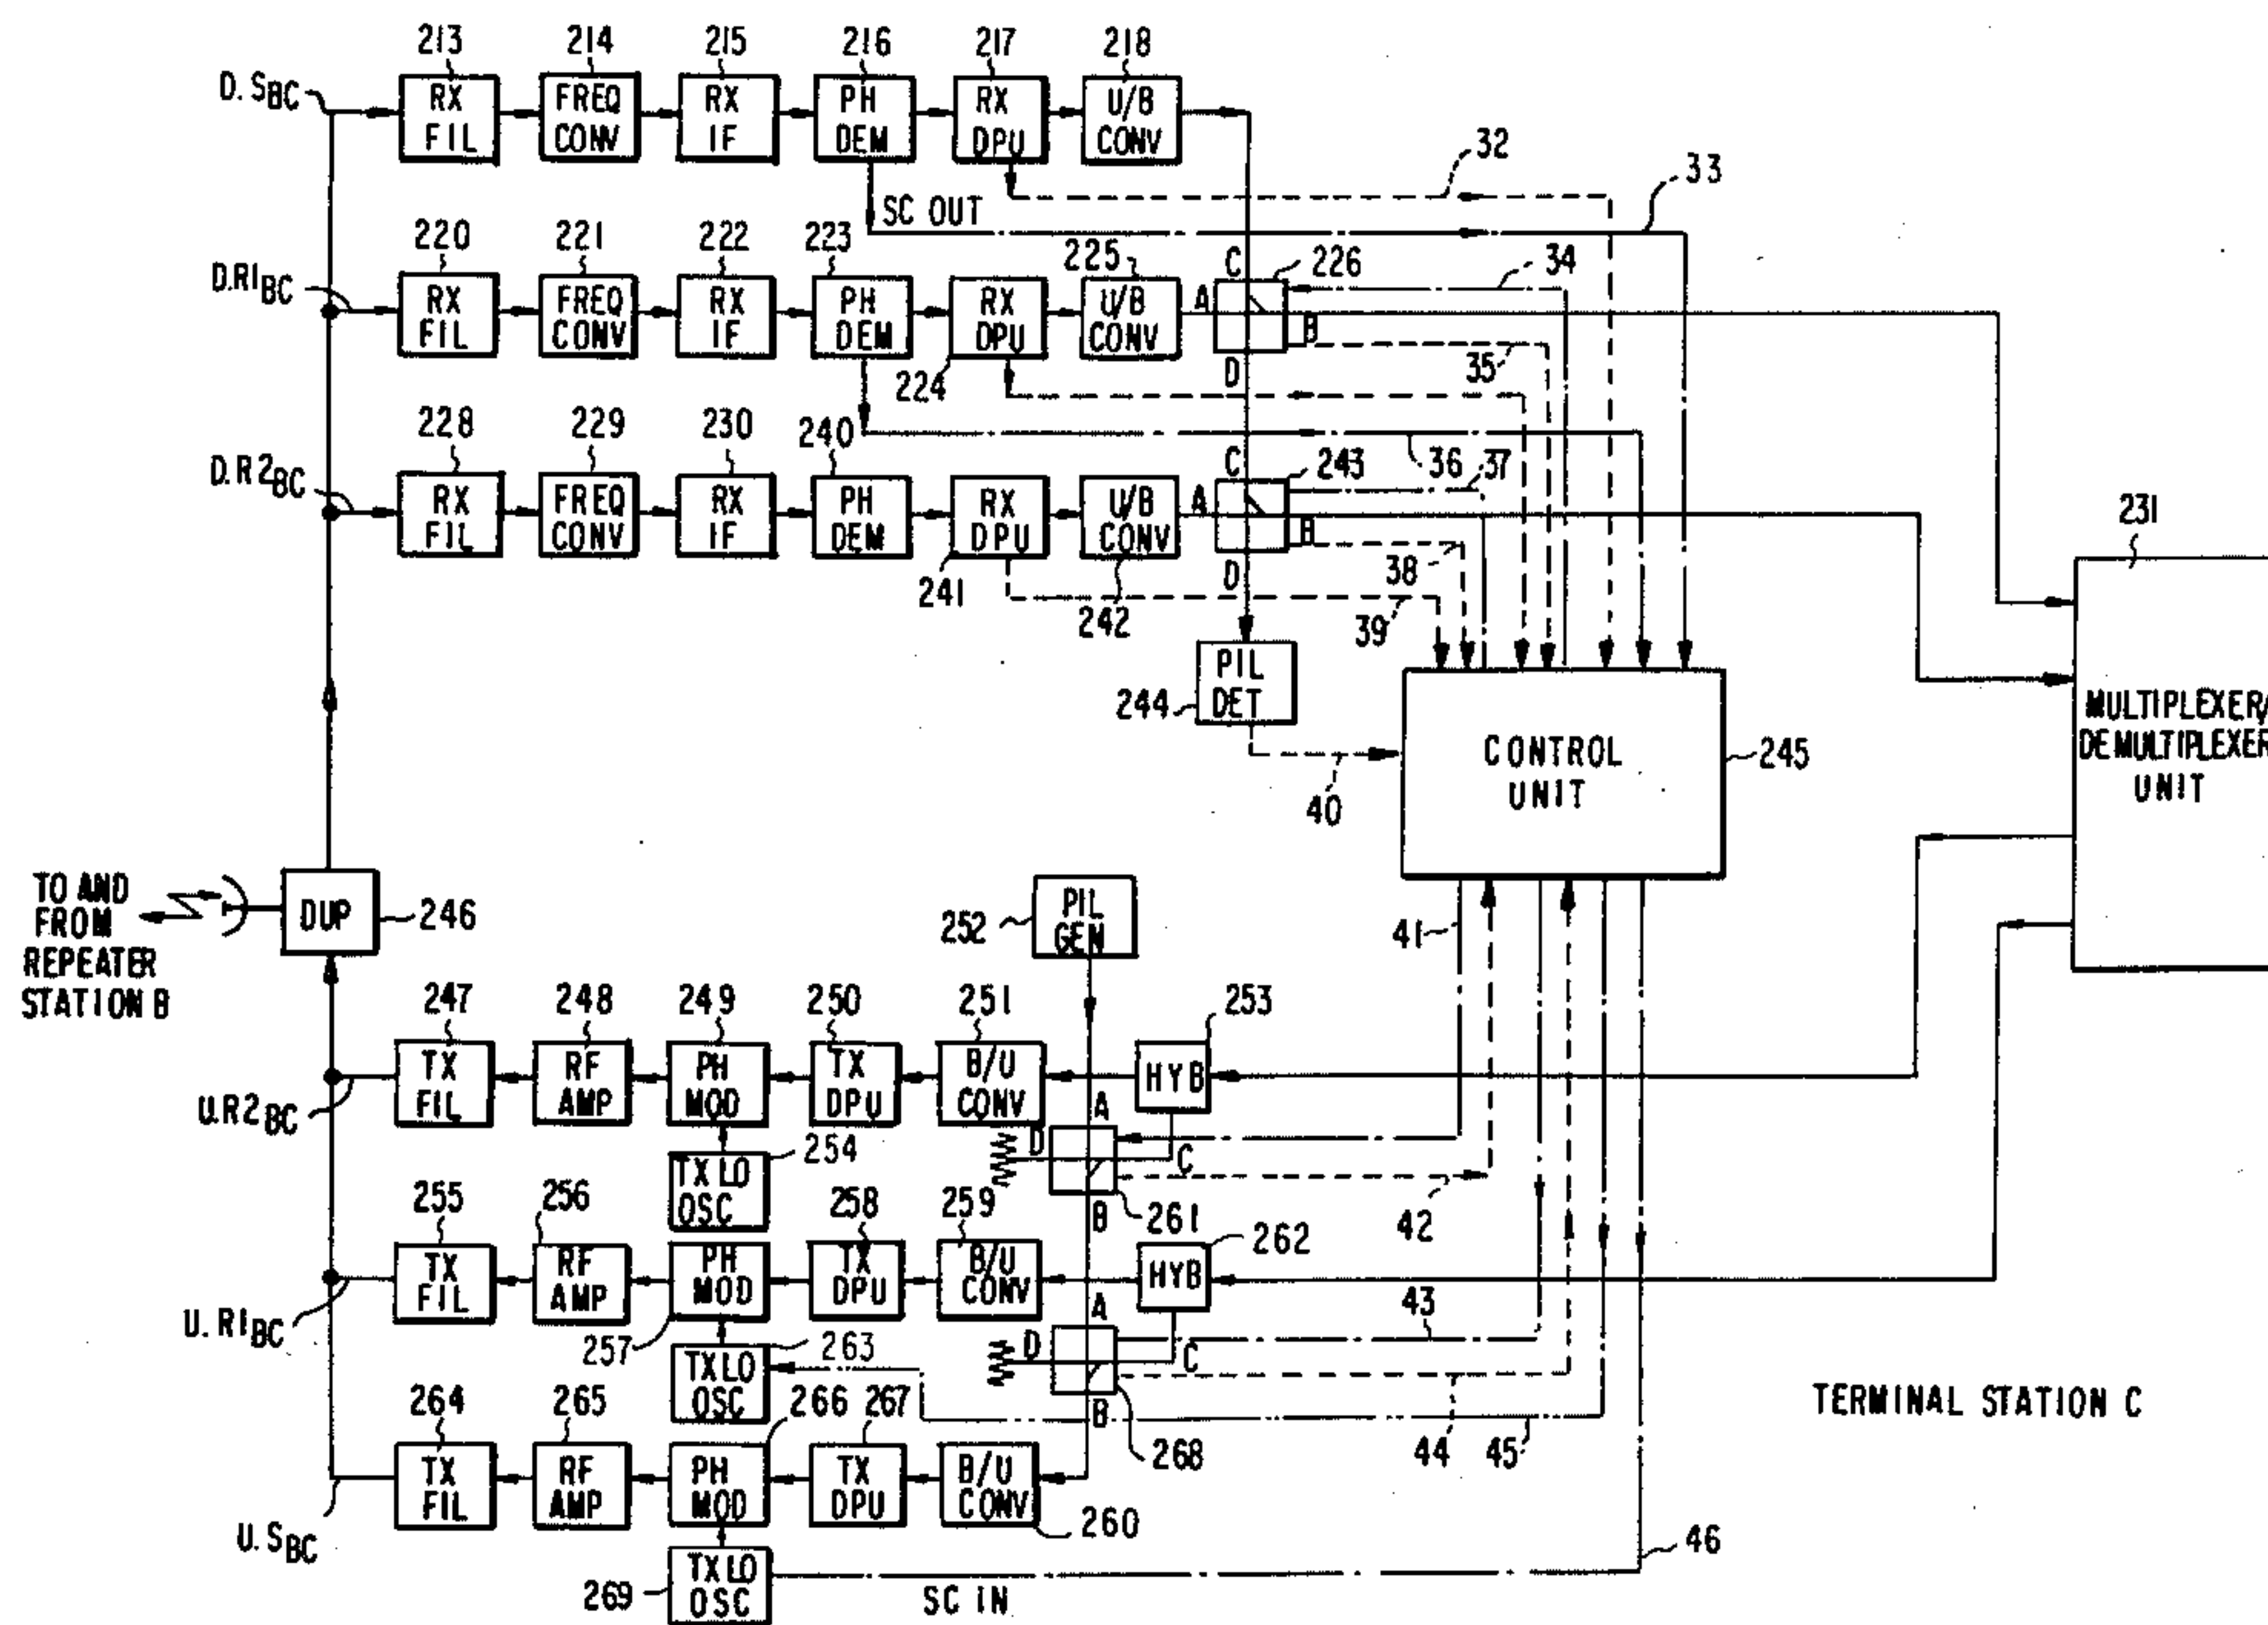 213 214 215 216 217 218
D.SBC
RX FIL
FREQ CONV
RX IF
PH DEM
RX DPU
U/B CONV
32
33
SC OUT
220 221 222 223 225 226 34
D.R1BC
RX FIL
FREQ CONV
RX IF
PH DEM
RX DPU
U/B CONV
C
A
B
D
224
35
228 229 230 240 243 36 37
D.R2BC
RX FIL
FREQ CONV
RX IF
PH DEM
RX DPU
U/B CONV
C
A
B
D
241
242
38
39
231
MULTIPLEXER/
DEMULTIPLEXER
UNIT
PIL DET
244
40
CONTROL
UNIT
245
TO AND
FROM
REPEATER
STATION B
DUP
246
PIL GEN
252
41
247 248 249 250 251 253
U.R2BC
TX FIL
RF AMP
PH MOD
TX DPU
B/U CONV
HYB
A
D
C
B
TX LO OSC
254
261
42
255 256 258 259 262
U.R1BC
TX FIL
RF AMP
PH MOD
TX DPU
B/U CONV
HYB
257
263
TX LO OSC
A
D
C
B
43
268
44
45
264 265 266 267
U.SBC
TX FIL
RF AMP
PH MOD
TX DPU
B/U CONV
260
269
TX LO OSC
SC IN
46
TERMINAL STATION C